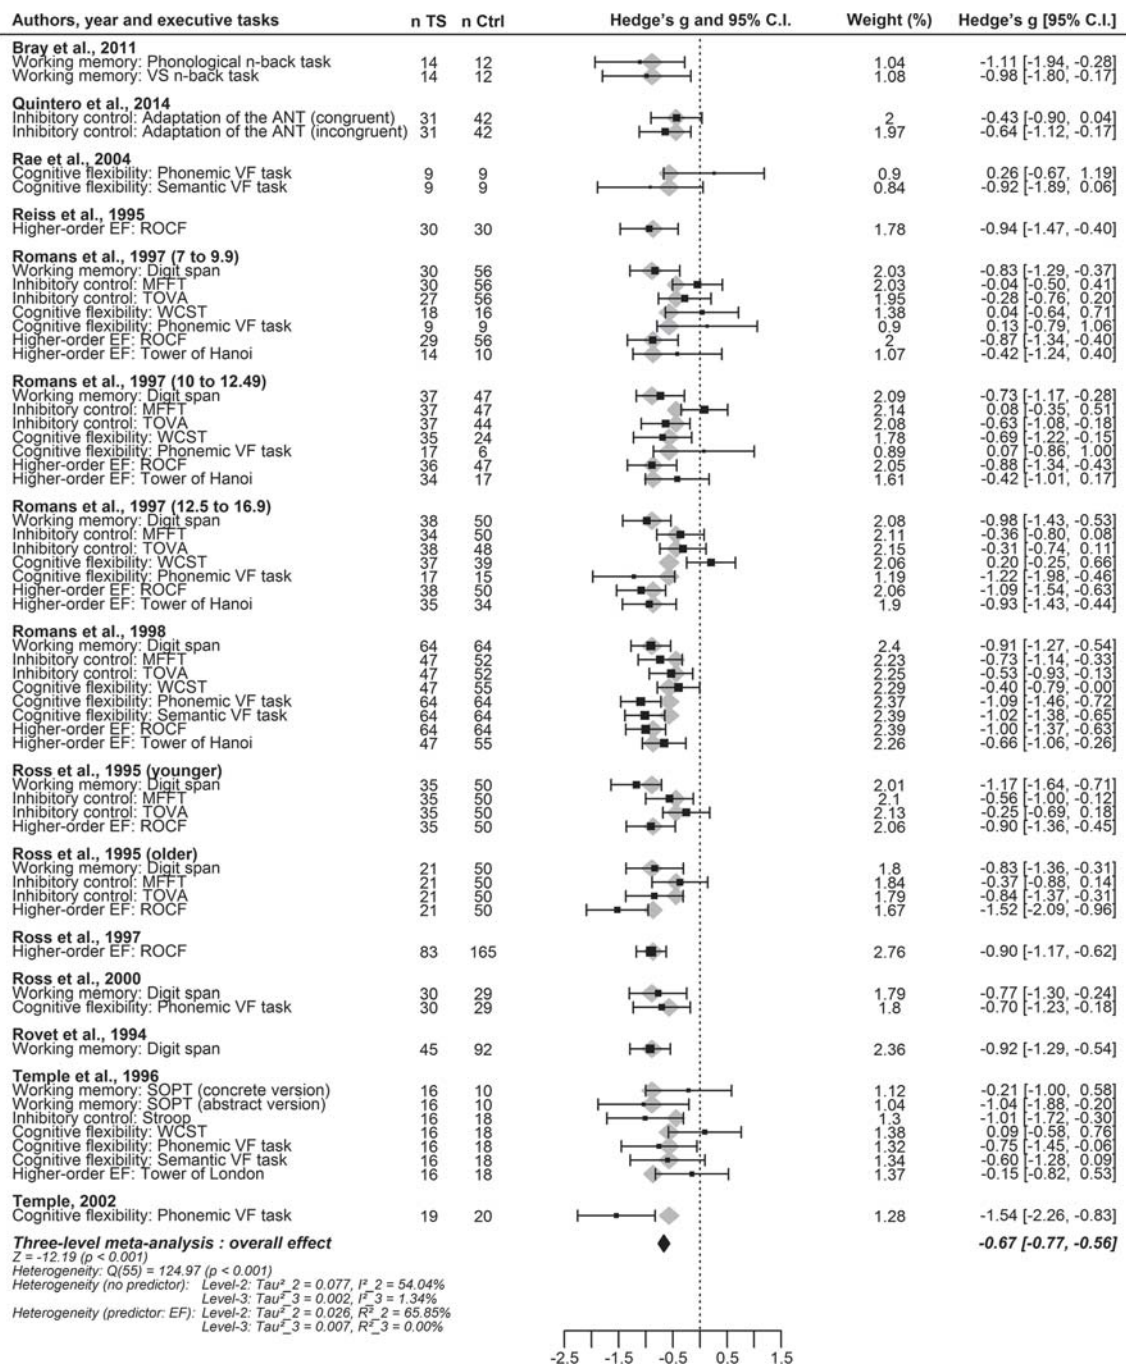 Authors, year and executive tasks n TS n Ctrl Hedge's g and 95% C.I. Weight (%) Hedge's g [95% C.I.]
Bray et al., 2011
Working memory: Phonological n-back task 14 12 1.04 -1.11 [-1.94, -0.28]
Working memory: VS n-back task 14 12 1.08 -0.98 [-1.80, -0.17]
Quintero et al., 2014
Inhibitory control: Adaptation of the ANT (congruent) 31 42 2 -0.43 [-0.90, 0.04]
Inhibitory control: Adaptation of the ANT (incongruent) 31 42 1.97 -0.64 [-1.12, -0.17]
Rae et al., 2004
Cognitive flexibility: Phonemic VF task 9 9 0.9 0.26 [-0.67, 1.19]
Cognitive flexibility: Semantic VF task 9 9 0.84 -0.92 [-1.89, 0.06]
Reiss et al., 1995
Higher-order EF: ROCF 30 30 1.78 -0.94 [-1.47, -0.40]
Romans et al., 1997 (7 to 9.9)
Working memory: Digit span 30 56 2.03 -0.83 [-1.29, -0.37]
Inhibitory control: MFFT 30 56 2.03 -0.04 [-0.50, 0.41]
Inhibitory control: TOVA 27 56 1.95 -0.28 [-0.76, 0.20]
Cognitive flexibility: WCST 18 16 1.38 0.04 [-0.64, 0.71]
Cognitive flexibility: Phonemic VF task 9 9 0.9 0.13 [-0.79, 1.06]
Higher-order EF: ROCF 29 56 2 -0.87 [-1.34, -0.40]
Higher-order EF: Tower of Hanoi 14 10 1.07 -0.42 [-1.24, 0.40]
Romans et al., 1997 (10 to 12.49)
Working memory: Digit span 37 47 2.09 -0.73 [-1.17, -0.28]
Inhibitory control: MFFT 37 47 2.14 0.08 [-0.35, 0.51]
Inhibitory control: TOVA 37 44 2.08 -0.63 [-1.08, -0.18]
Cognitive flexibility: WCST 35 24 1.78 -0.69 [-1.22, -0.15]
Cognitive flexibility: Phonemic VF task 17 6 0.89 0.07 [-0.86, 1.00]
Higher-order EF: ROCF 36 47 2.05 -0.88 [-1.34, -0.43]
Higher-order EF: Tower of Hanoi 34 17 1.61 -0.42 [-1.01, 0.17]
Romans et al., 1997 (12.5 to 16.9)
Working memory: Digit span 38 50 2.08 -0.98 [-1.43, -0.53]
Inhibitory control: MFFT 34 50 2.11 -0.36 [-0.80, 0.08]
Inhibitory control: TOVA 38 48 2.15 -0.31 [-0.74, 0.11]
Cognitive flexibility: WCST 37 39 2.06 0.20 [-0.25, 0.66]
Cognitive flexibility: Phonemic VF task 17 15 1.19 -1.22 [-1.98, -0.46]
Higher-order EF: ROCF 38 50 2.06 -1.09 [-1.54, -0.63]
Higher-order EF: Tower of Hanoi 35 34 1.9 -0.93 [-1.43, -0.44]
Romans et al., 1998
Working memory: Digit span 64 64 2.4 -0.91 [-1.27, -0.54]
Inhibitory control: MFFT 47 52 2.23 -0.73 [-1.14, -0.33]
Inhibitory control: TOVA 47 52 2.25 -0.53 [-0.93, -0.13]
Cognitive flexibility: WCST 47 55 2.29 -0.40 [-0.79, -0.00]
Cognitive flexibility: Phonemic VF task 64 64 2.37 -1.09 [-1.46, -0.72]
Cognitive flexibility: Semantic VF task 64 64 2.39 -1.02 [-1.38, -0.65]
Higher-order EF: ROCF 64 64 2.39 -1.00 [-1.37, -0.63]
Higher-order EF: Tower of Hanoi 47 55 2.26 -0.66 [-1.06, -0.26]
Ross et al., 1995 (younger)
Working memory: Digit span 35 50 2.01 -1.17 [-1.64, -0.71]
Inhibitory control: MFFT 35 50 2.1 -0.56 [-1.00, -0.12]
Inhibitory control: TOVA 35 50 2.13 -0.25 [-0.69, 0.18]
Higher-order EF: ROCF 35 50 2.06 -0.90 [-1.36, -0.45]
Ross et al., 1995 (older)
Working memory: Digit span 21 50 1.8 -0.83 [-1.36, -0.31]
Inhibitory control: MFFT 21 50 1.84 -0.37 [-0.88, 0.14]
Inhibitory control: TOVA 21 50 1.79 -0.84 [-1.37, -0.31]
Higher-order EF: ROCF 21 50 1.67 -1.52 [-2.09, -0.96]
Ross et al., 1997
Higher-order EF: ROCF 83 165 2.76 -0.90 [-1.17, -0.62]
Ross et al., 2000
Working memory: Digit span 30 29 1.79 -0.77 [-1.30, -0.24]
Cognitive flexibility: Phonemic VF task 30 29 1.8 -0.70 [-1.23, -0.18]
Rovet et al., 1994
Working memory: Digit span 45 92 2.36 -0.92 [-1.29, -0.54]
Temple et al., 1996
Working memory: SOPT (concrete version) 16 10 1.12 -0.21 [-1.00, 0.58]
Working memory: SOPT (abstract version) 16 10 1.04 -1.04 [-1.88, -0.20]
Inhibitory control: Stroop 16 18 1.3 -1.01 [-1.72, -0.30]
Cognitive flexibility: WCST 16 18 1.38 0.09 [-0.58, 0.76]
Cognitive flexibility: Phonemic VF task 16 18 1.32 -0.75 [-1.45, -0.06]
Cognitive flexibility: Semantic VF task 16 18 1.34 -0.60 [-1.28, 0.09]
Higher-order EF: Tower of London 16 18 1.37 -0.15 [-0.82, 0.53]
Temple, 2002
Cognitive flexibility: Phonemic VF task 19 20 1.28 -1.54 [-2.26, -0.83]
Three-level meta-analysis : overall effect -0.67 [-0.77, -0.56]
Z = -12.19 (p < 0.001)
Heterogeneity: Q(55) = 124.97 (p < 0.001)
Heterogeneity (no predictor): Level-2: Tau²_2 = 0.077, I²_2 = 54.04%
Level-3: Tau²_3 = 0.002, I²_3 = 1.34%
Heterogeneity (predictor: EF): Level-2: Tau²_2 = 0.026, R²_2 = 65.85%
Level-3: Tau²_3 = 0.007, R²_3 = 0.00%
-2.5 -1.5 -0.5 0.5 1.5